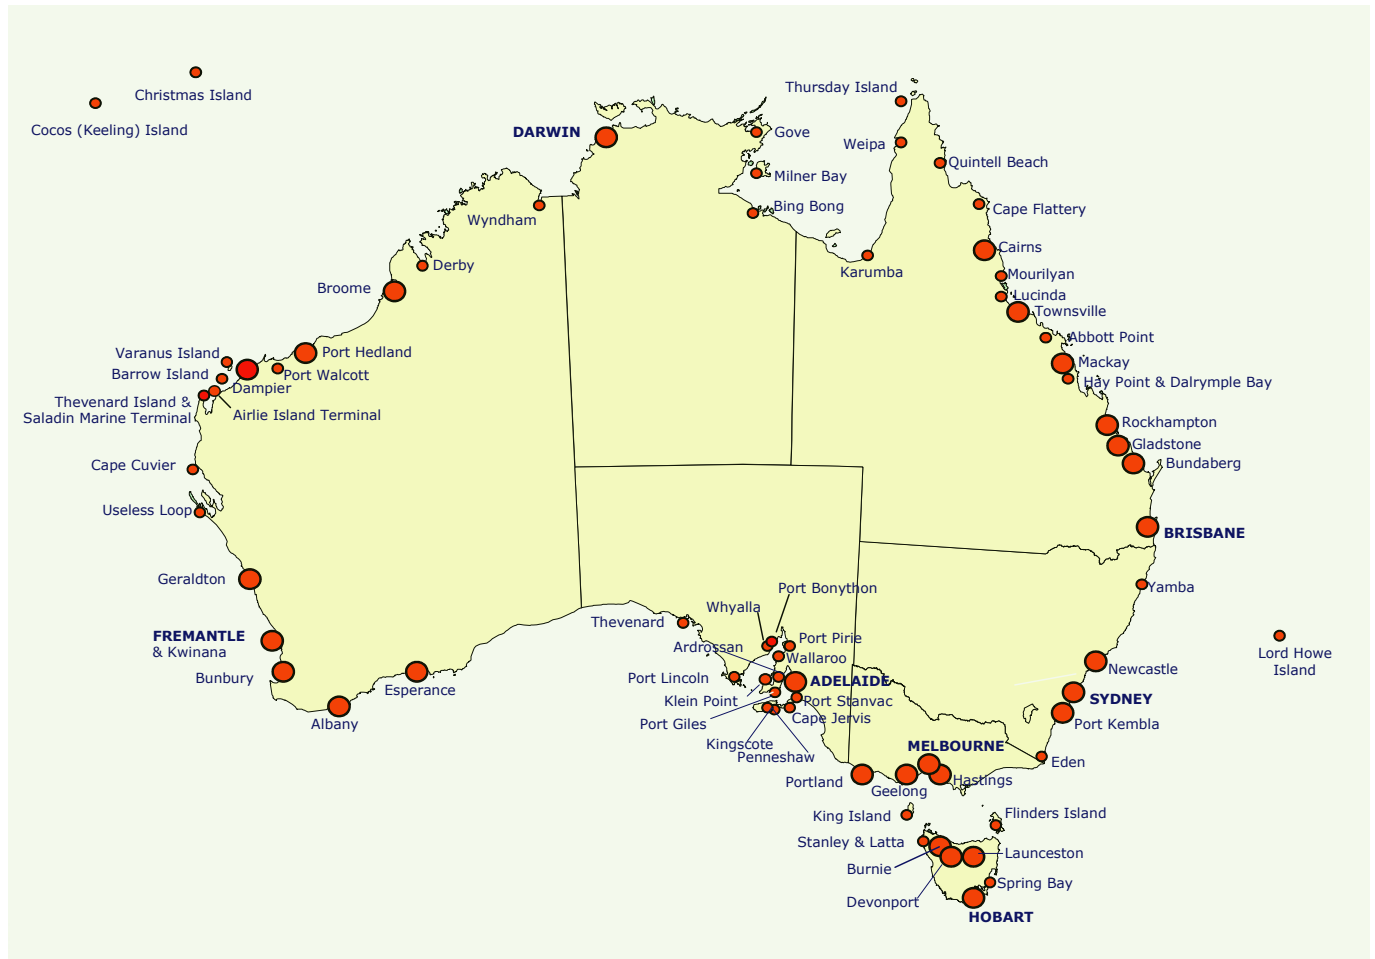 Christmas Island
Cocos (Keeling) Island
Thursday Island
DARWIN
Gove
Weipa
Quintell Beach
Milner Bay
Bing Bong
Cape Flattery
Wyndham
Cairns
Derby
Karumba
Mourilyan
Broome
Lucinda
Townsville
Abbott Point
Varanus Island
Port Hedland
Mackay
Barrow Island
Port Walcott
Hay Point & Dalrymple Bay
Dampier
Thevenard Island &
Saladin Marine Terminal
Airlie Island Terminal
Rockhampton
Gladstone
Cape Cuvier
Bundaberg
Useless Loop
BRISBANE
Geraldton
Port Bonython
Yamba
Whyalla
Thevenard
FREMANTLE
& Kwinana
Port Pirie
Ardrossan
Wallaroo
Lord Howe
Island
Newcastle
Bunbury
Port Lincoln
ADELAIDE
Esperance
Klein Point
Port Stanvac
SYDNEY
Albany
Port Giles
Cape Jervis
Port Kembla
Kingscote
Penneshaw
MELBOURNE
Eden
Portland
Geelong
Hastings
King Island
Flinders Island
Stanley & Latta
Launceston
Burnie
Spring Bay
Devonport
HOBART